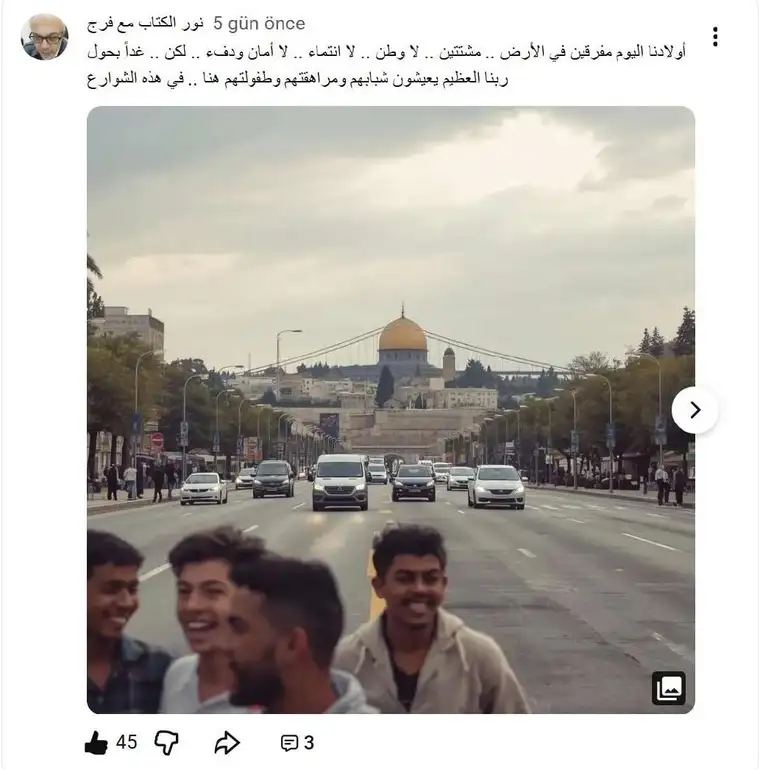 نور الكتاب مع فرج 5 gün önce
أولادنا اليوم مفرقين في الأرض .. مشتتين .. لا وطن .. لا انتماء .. لا أمان ودفء .. لكن .. غداً بحول
ربنا العظيم يعيشون شبابهم ومراهقتهم وطفولتهم هنا .. في هذه الشوارع
45 3